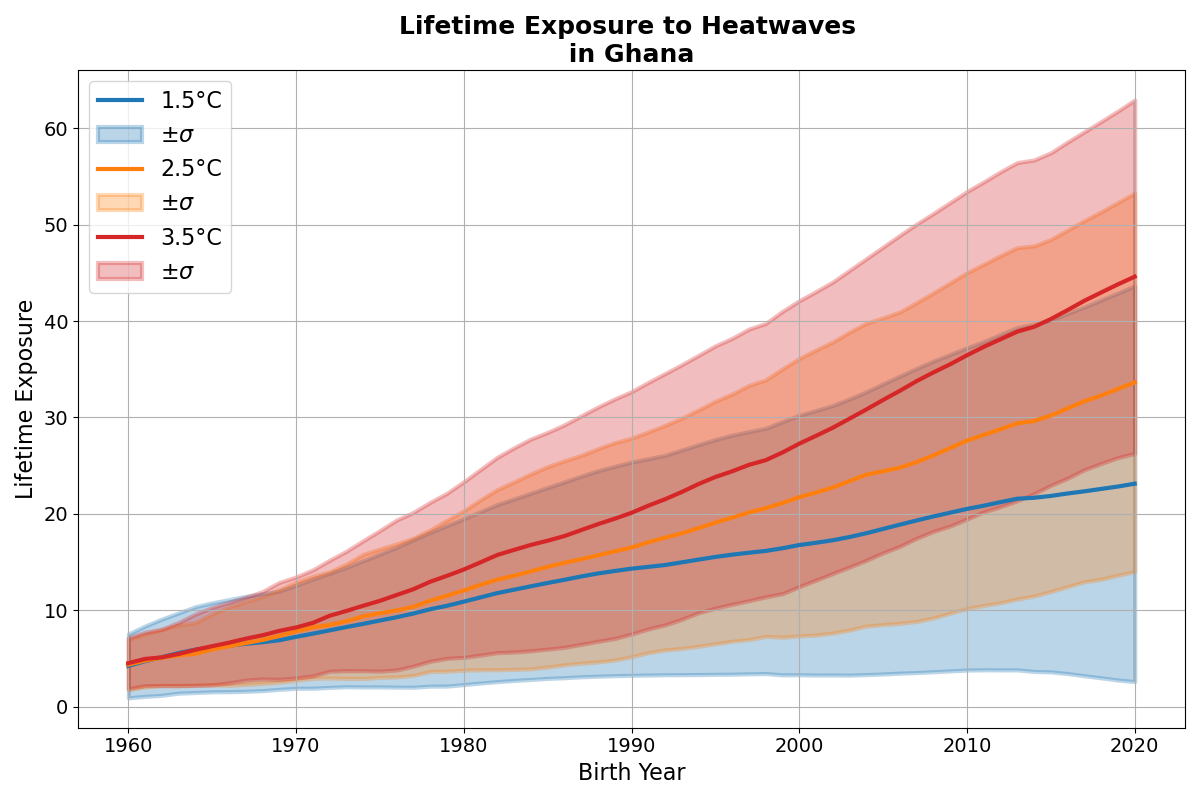 Lifetime Exposure to Heatwaves
in Ghana
1.5°C
±σ
2.5°C
±σ
3.5°C
±σ
Lifetime Exposure
60
50
40
30
20
10
0
1960 1970 1980 1990 2000 2010 2020
Birth Year